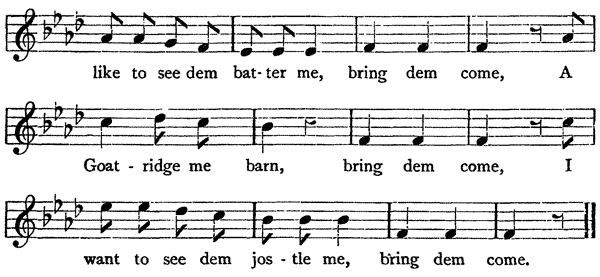 like to see dem bat-ter me, bring dem come, A
Goat-ridge me barn, bring dem come, I
want to see dem jos-tle me, bring dem come.